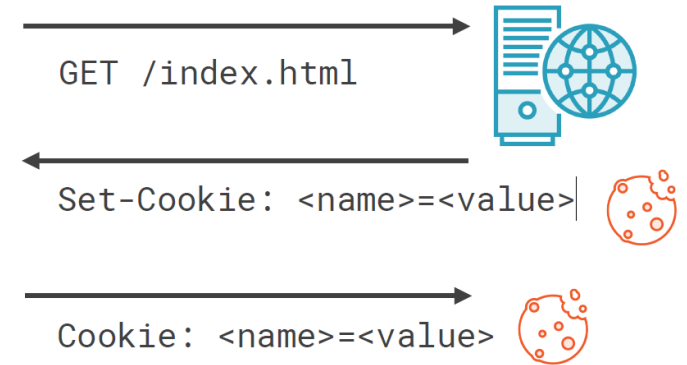 GET /index.html
Set-Cookie: <name>=<value>
Cookie: <name>=<value>